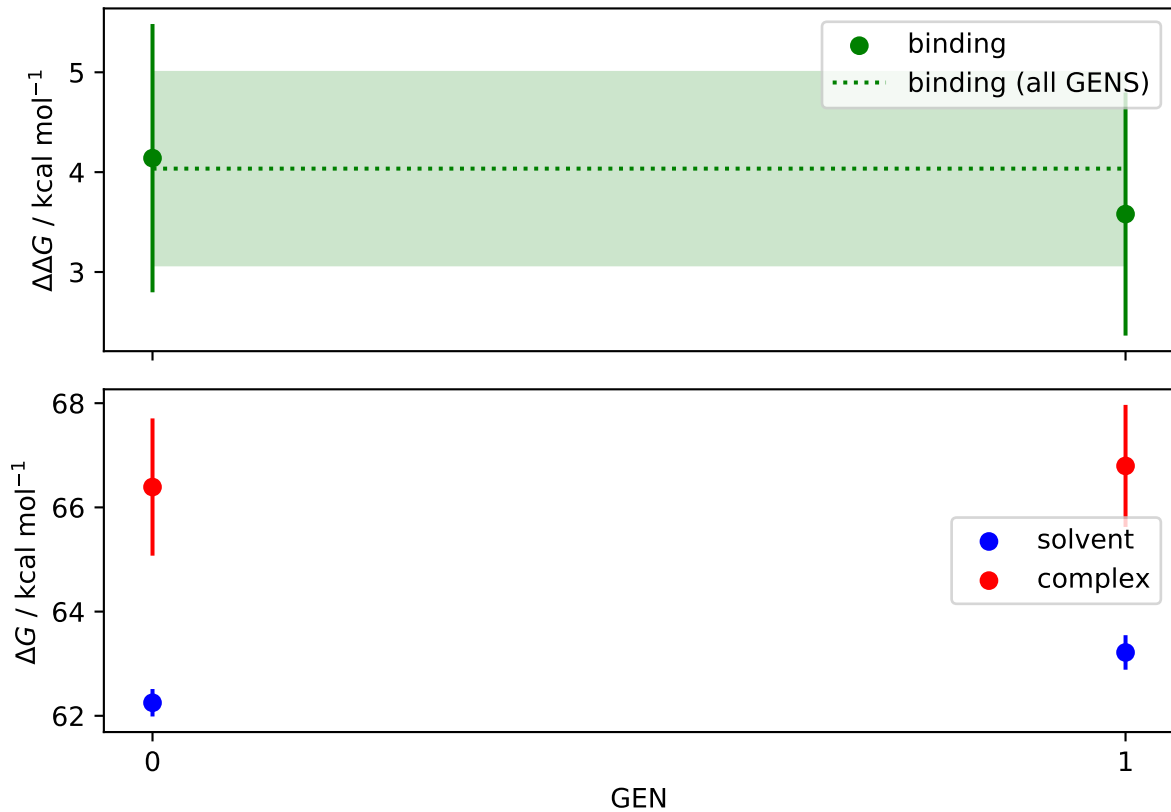 binding
binding (all GENS)
5
4
3
ΔΔG / kcal mol⁻¹
68
66
64
62
ΔG / kcal mol⁻¹
solvent
complex
0
1
GEN